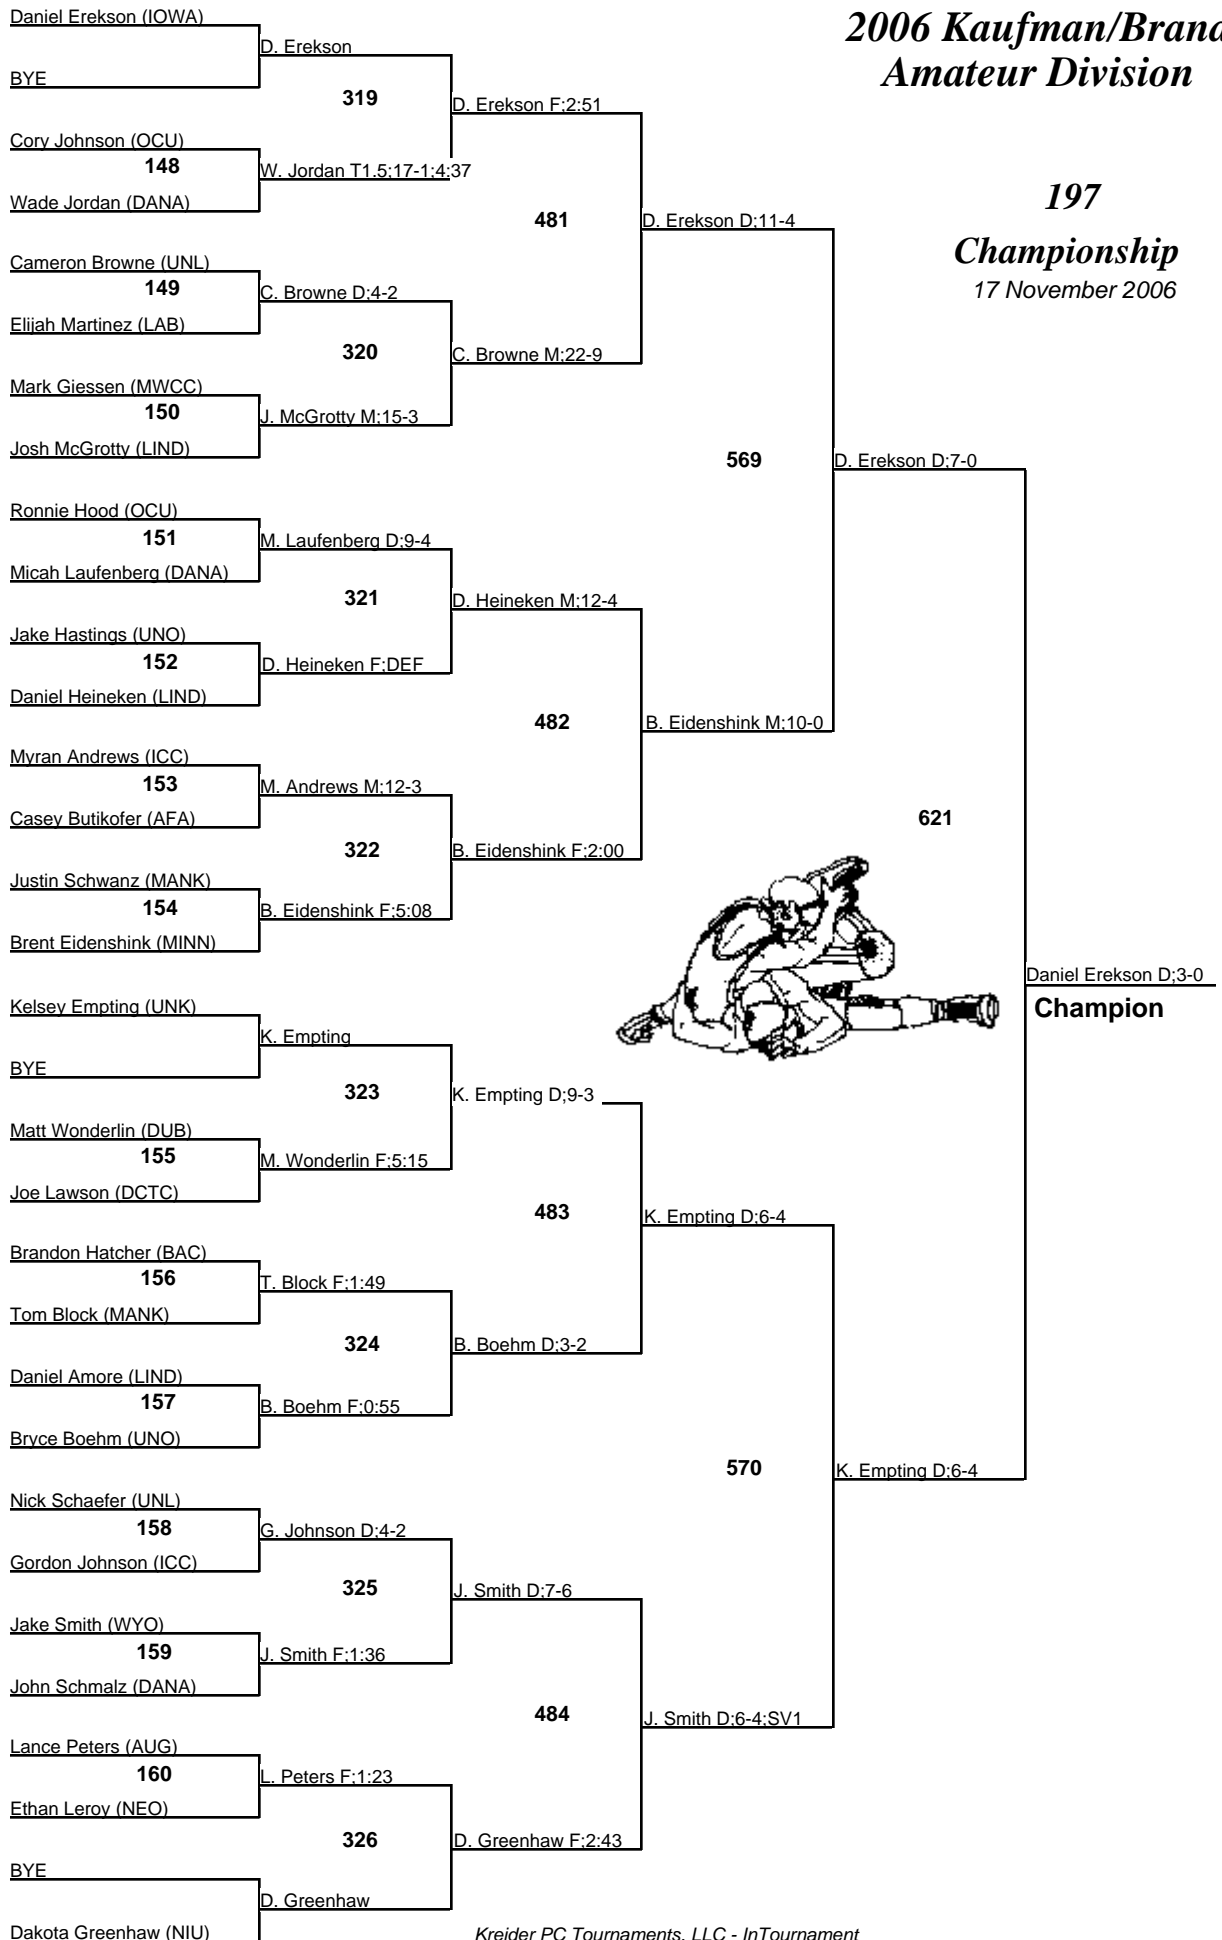 2006 Kaufman/Brand
Amateur Division
197
Championship
17 November 2006
Daniel Erekson (IOWA)
BYE
Cory Johnson (OCU)
148
Wade Jordan (DANA)
Cameron Browne (UNL)
149
Elijah Martinez (LAB)
Mark Giessen (MWCC)
150
Josh McGrotty (LIND)
Ronnie Hood (OCU)
151
Micah Laufenberg (DANA)
Jake Hastings (UNO)
152
Daniel Heineken (LIND)
Myran Andrews (ICC)
153
Casey Butikofer (AFA)
Justin Schwanz (MANK)
154
Brent Eidenshink (MINN)
Kelsey Empting (UNK)
BYE
Matt Wonderlin (DUB)
155
Joe Lawson (DCTC)
Brandon Hatcher (BAC)
156
Tom Block (MANK)
Daniel Amore (LIND)
157
Bryce Boehm (UNO)
Nick Schaefer (UNL)
158
Gordon Johnson (ICC)
Jake Smith (WYO)
159
John Schmalz (DANA)
Lance Peters (AUG)
160
Ethan Leroy (NEO)
BYE
Dakota Greenhaw (NIU)
D. Erekson
319
W. Jordan T1.5;17-1;4:37
C. Browne D;4-2
320
J. McGrotty M;15-3
M. Laufenberg D;9-4
321
D. Heineken F;DEF
M. Andrews M;12-3
322
B. Eidenshink F;5:08
K. Empting
323
M. Wonderlin F;5:15
T. Block F;1:49
324
B. Boehm F;0:55
G. Johnson D;4-2
325
J. Smith F;1:36
L. Peters F;1:23
326
D. Greenhaw
D. Erekson F;2:51
481
C. Browne M;22-9
D. Heineken M;12-4
482
B. Eidenshink F;2:00
K. Empting D;9-3
483
B. Boehm D;3-2
J. Smith D;7-6
484
D. Greenhaw F;2:43
D. Erekson D;11-4
569
B. Eidenshink M;10-0
K. Empting D;6-4
570
J. Smith D;6-4;SV1
D. Erekson D;7-0
621
K. Empting D;6-4
Daniel Erekson D;3-0
Champion
Kreider PC Tournaments, LLC - InTournament